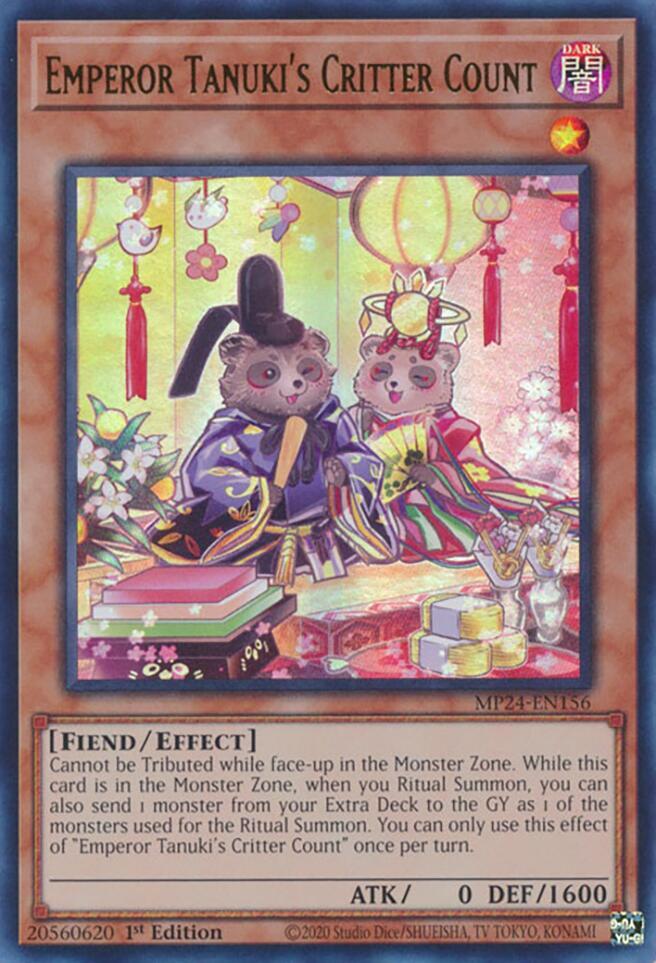 EMPEROR TANUKI'S CRITTER COUNT
DARK
闇
MP24-EN156
[FIEND/EFFECT]
Cannot be Tributed while face-up in the Monster Zone. While this
card is in the Monster Zone, when you Ritual Summon, you can
also send 1 monster from your Extra Deck to the GY as 1 of the
monsters used for the Ritual Summon. You can only use this effect
of "Emperor Tanuki's Critter Count" once per turn.
ATK/ 0 DEF/1600
20560620 1st Edition ©2020 Studio Dice/SHUEISHA, TV TOKYO, KONAMI